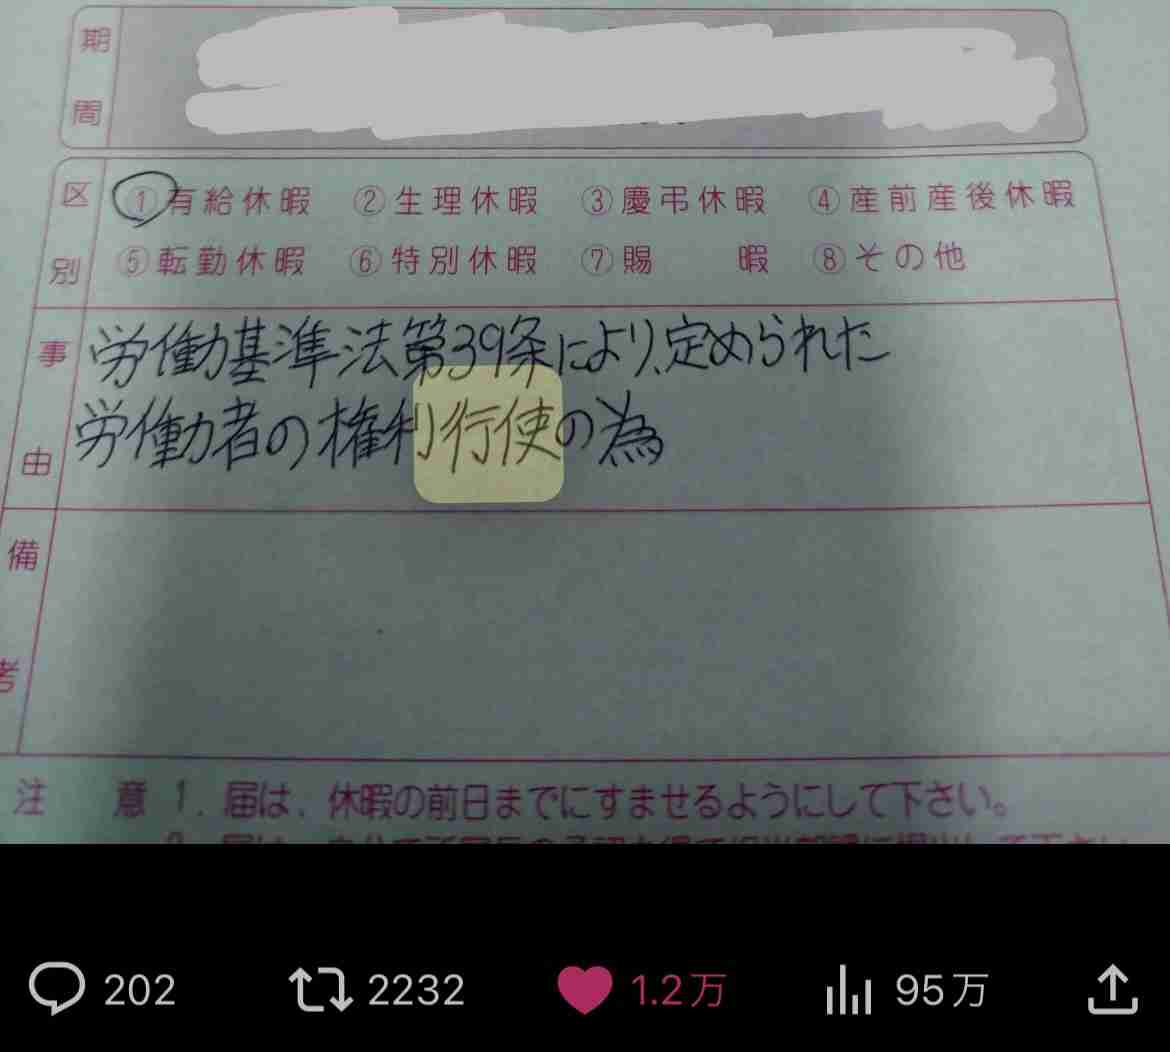 期間
区別
①有給休暇 ②生理休暇 ③慶弔休暇 ④産前産後休暇
⑤転勤休暇 ⑥特別休暇 ⑦賜暇 ⑧その他
事由
労働基準法第39条により、定められた
労働者の権利行使の為
備考
注意 1. 届は、休暇の前日までにすませるようにして下さい。
202 2232 1.2万 95万